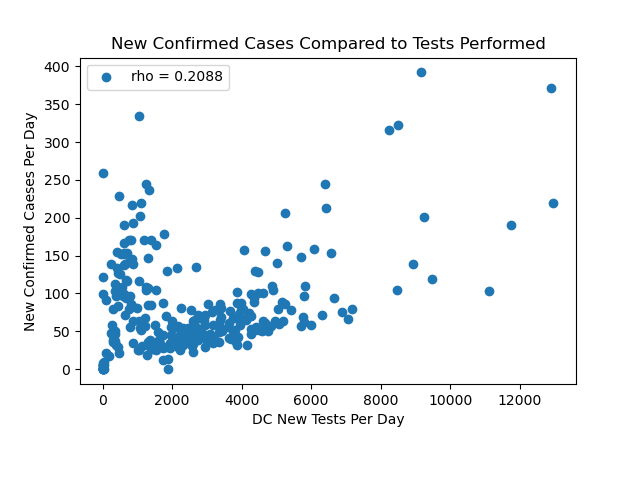 New Confirmed Cases Compared to Tests Performed
rho = 0.2088
New Confirmed Caeses Per Day
400
350
300
250
200
150
100
50
0
0 2000 4000 6000 8000 10000 12000
DC New Tests Per Day